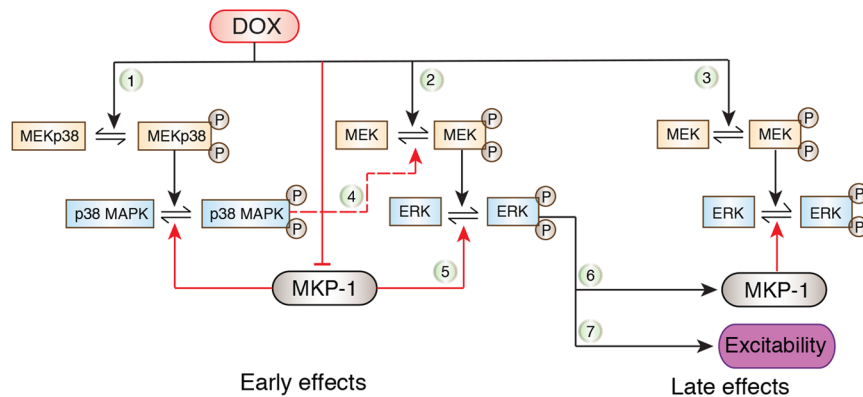 DOX
1
2
3
MEKp38
MEKp38
P
P
MEK
MEK
P
P
MEK
MEK
P
P
4
p38 MAPK
p38 MAPK
P
P
ERK
ERK
P
P
ERK
ERK
P
P
5
6
MKP-1
MKP-1
7
Excitability
Early effects
Late effects